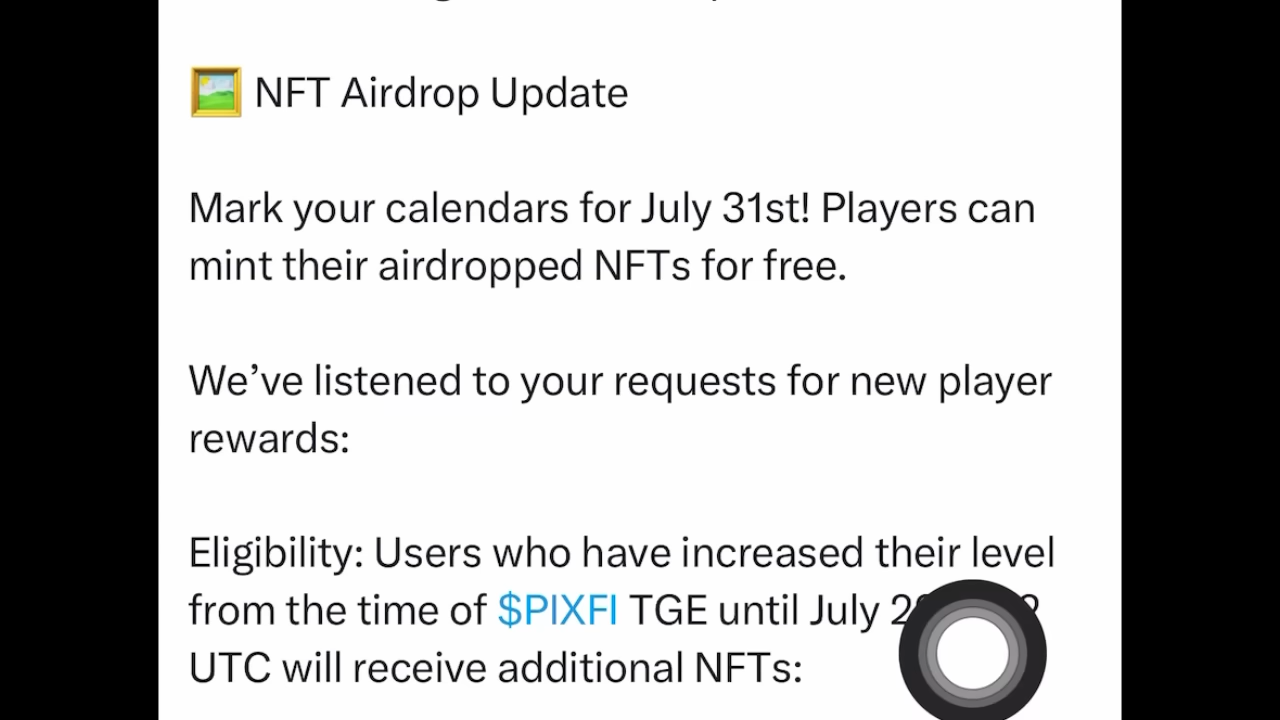 NFT Airdrop Update
Mark your calendars for July 31st! Players can
mint their airdropped NFTs for free.
We’ve listened to your requests for new player
rewards:
Eligibility: Users who have increased their level
from the time of $PIXFI TGE until July
UTC will receive additional NFTs: